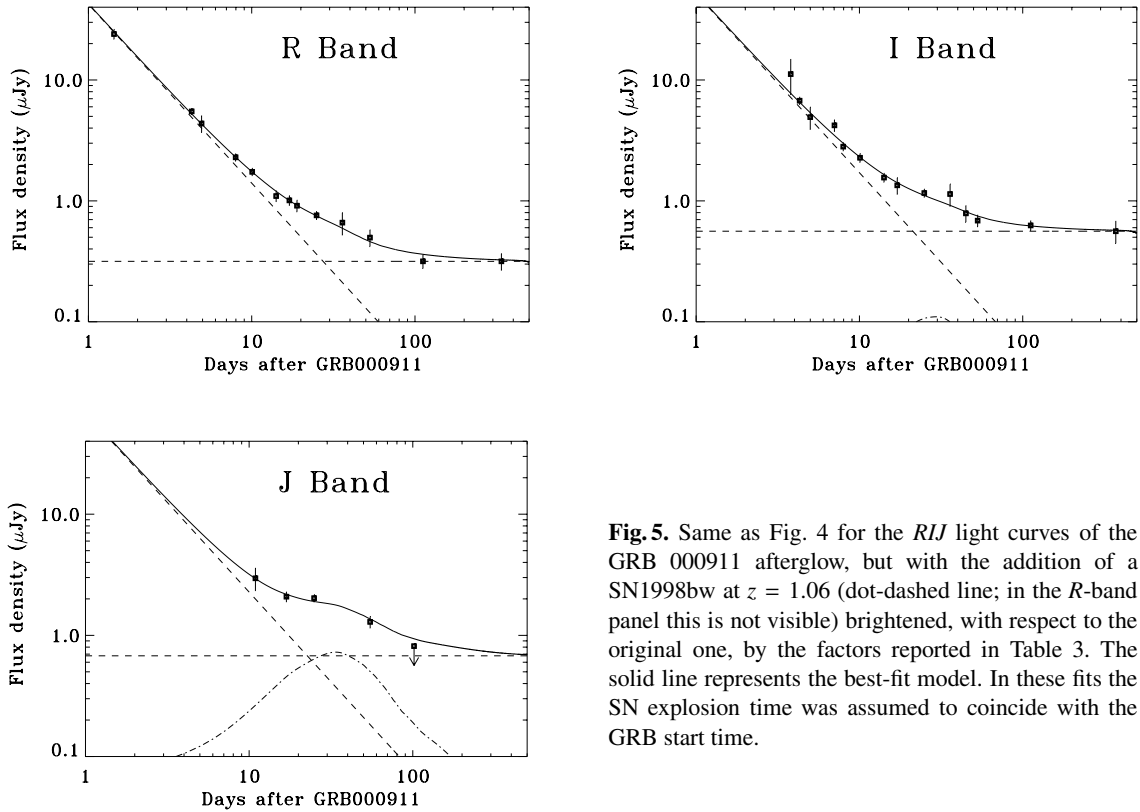 R Band
Flux density (μJy)
10.0
1.0
0.1
1
10
100
Days after GRB000911
I Band
Flux density (μJy)
10.0
1.0
0.1
1
10
100
Days after GRB000911
J Band
Flux density (μJy)
10.0
1.0
0.1
1
10
100
Days after GRB000911
Fig. 5. Same as Fig. 4 for the RIJ light curves of the
GRB 000911 afterglow, but with the addition of a
SN1998bw at z = 1.06 (dot-dashed line; in the R-band
panel this is not visible) brightened, with respect to the
original one, by the factors reported in Table 3. The
solid line represents the best-fit model. In these fits the
SN explosion time was assumed to coincide with the
GRB start time.